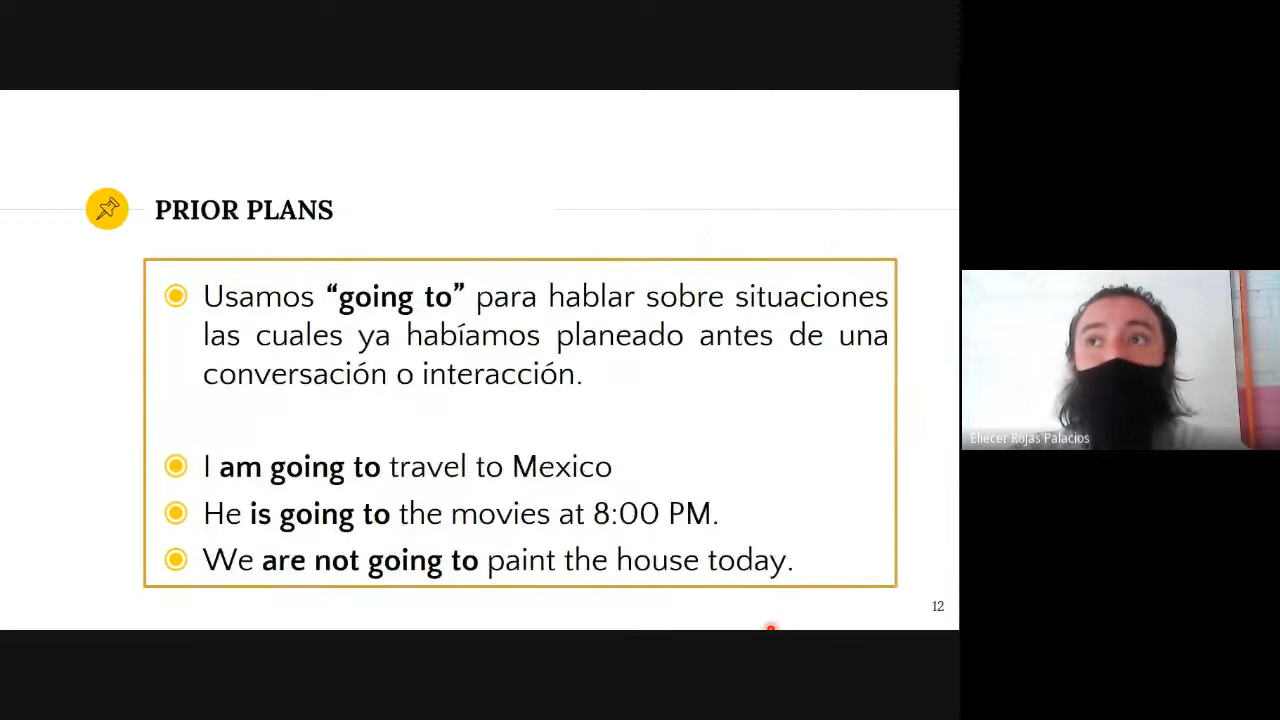 PRIOR PLANS
Usamos “going to” para hablar sobre situaciones
las cuales ya habíamos planeado antes de una
conversación o interacción.
I am going to travel to Mexico
He is going to the movies at 8:00 PM.
We are not going to paint the house today.
12
Eliecer Rojas Palacios